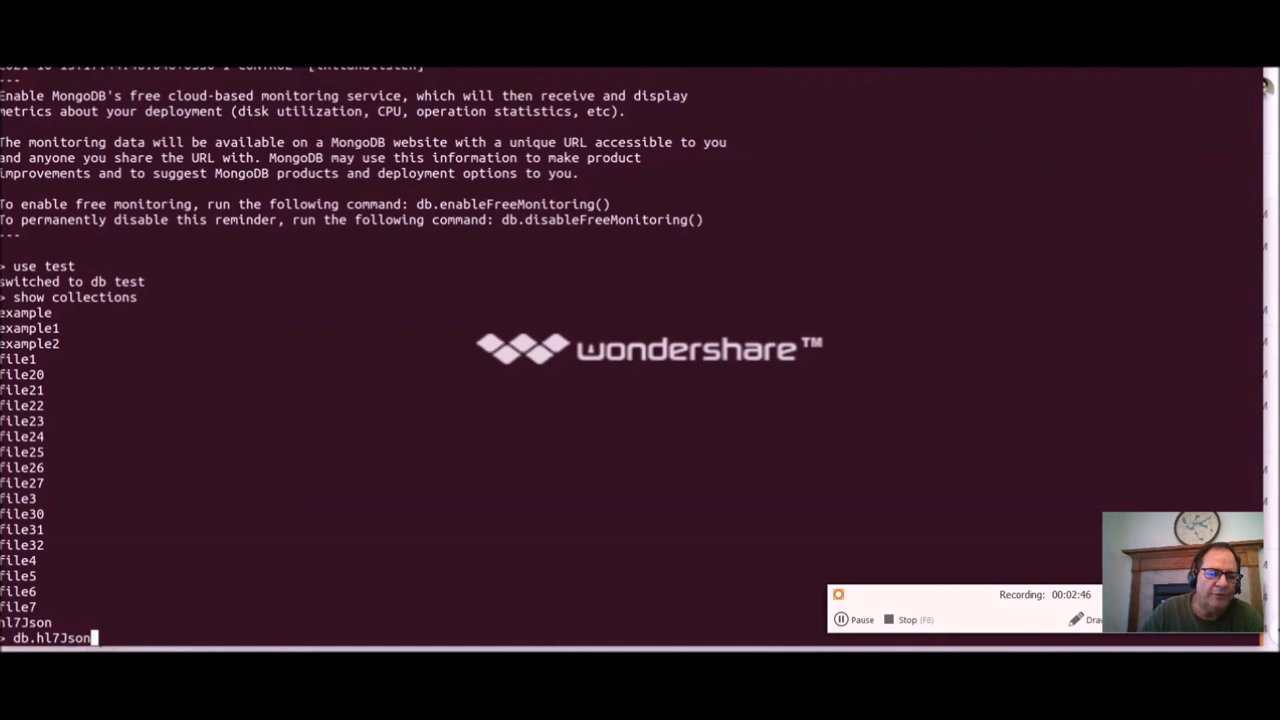 ---
Enable MongoDB's free cloud-based monitoring service, which will then receive and display
metrics about your deployment (disk utilization, CPU, operation statistics, etc).
The monitoring data will be available on a MongoDB website with a unique URL accessible to you
and anyone you share the URL with. MongoDB may use this information to make product
improvements and to suggest MongoDB products and deployment options to you.
To enable free monitoring, run the following command: db.enableFreeMonitoring()
To permanently disable this reminder, run the following command: db.disableFreeMonitoring()
---
> use test
switched to db test
> show collections
example
example1
example2
file1
file20
file21
file22
file23
file24
file25
file26
file27
file3
file30
file31
file32
file4
file5
file6
file7
hl7Json
> db.hl7Json
wondershare™
Recording: 00:02:46
Pause Stop (F8) Draw